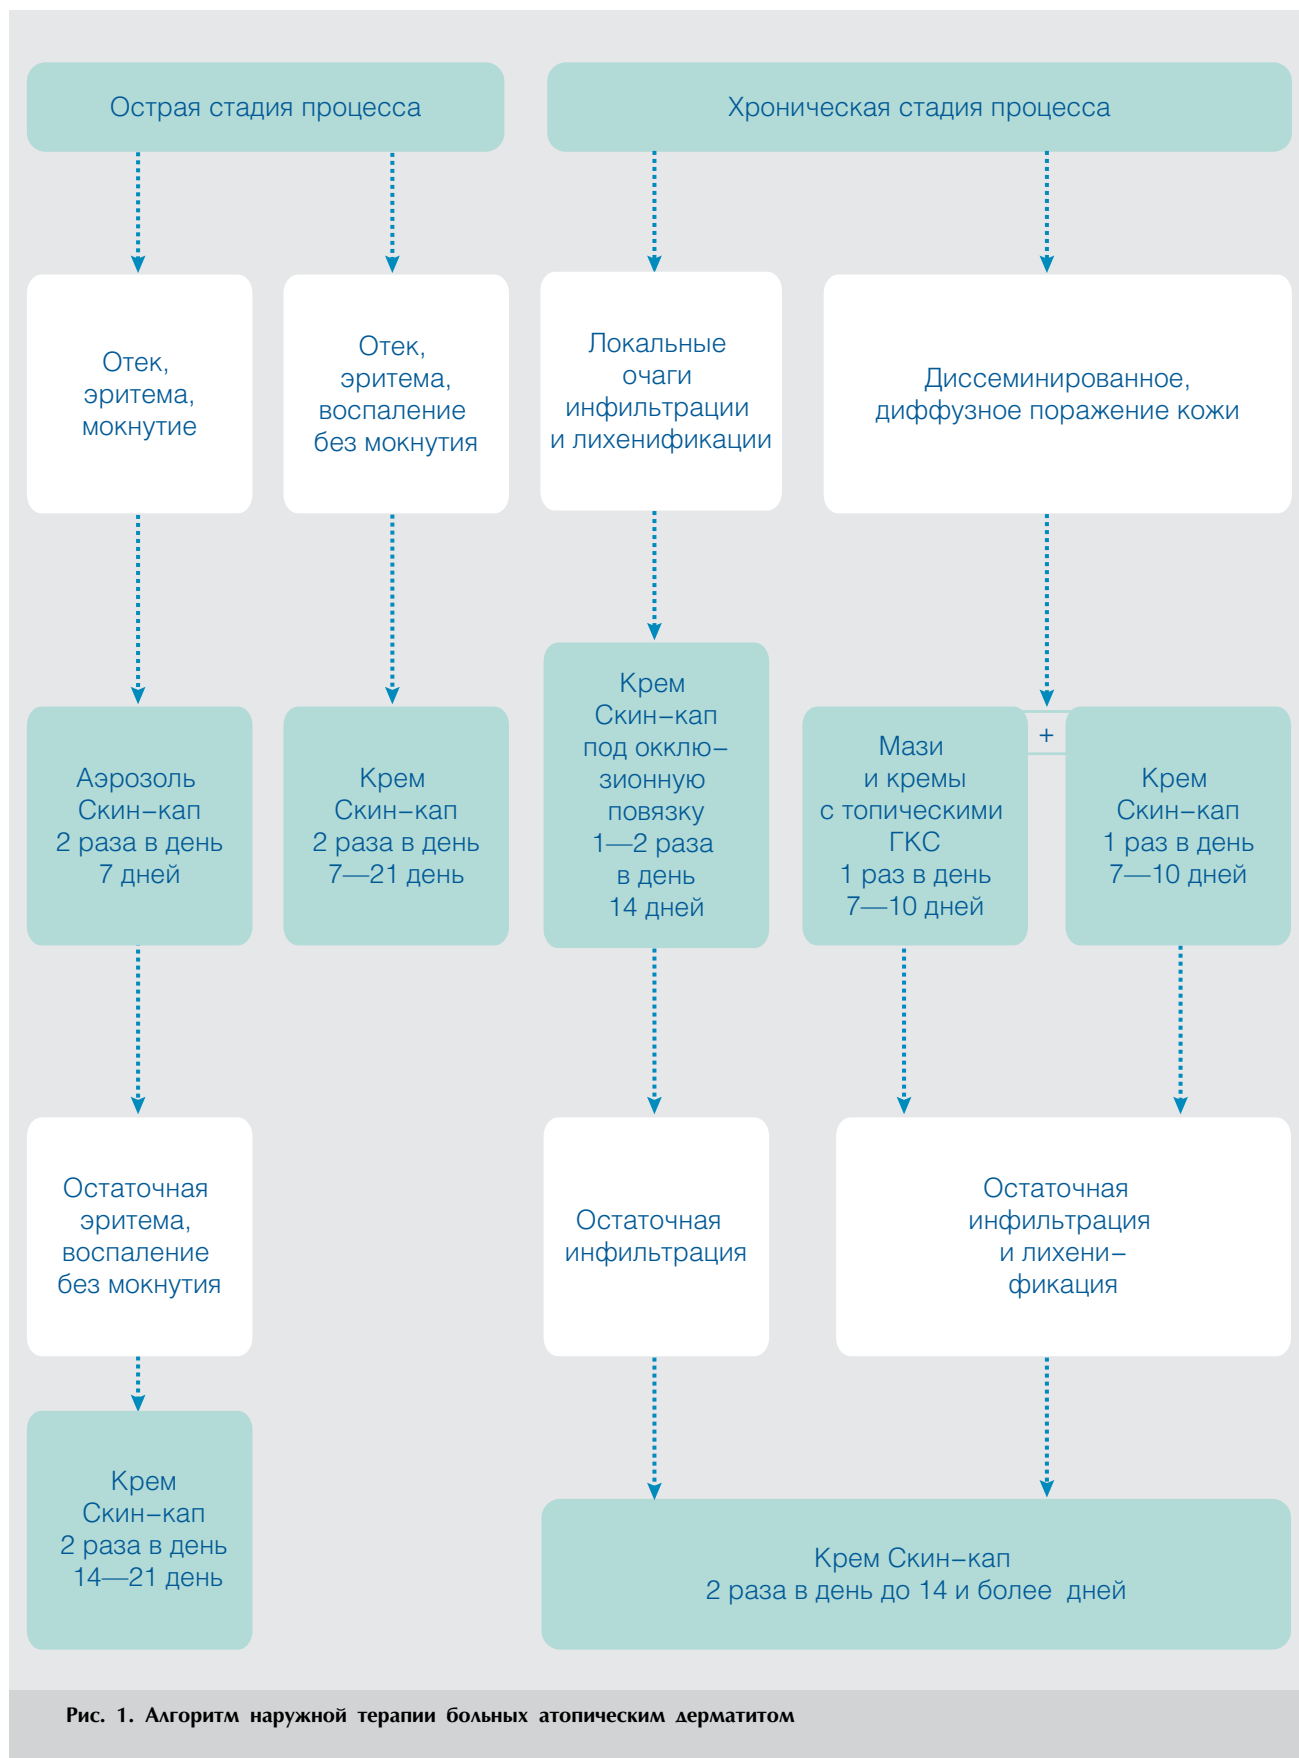 Острая стадия процесса
Хроническая стадия процесса
Отек,
эритема,
мокнутие
Отек,
эритема,
воспаление
без мокнутия
Локальные
очаги
инфильтрации
и лихенификации
Диссеминированное,
диффузное поражение кожи
Аэрозоль
Скин–кап
2 раза в день
7 дней
Крем
Скин–кап
2 раза в день
7—21 день
Крем
Скин–кап
под окклю–
зионную
повязку
1—2 раза
в день
14 дней
Мази
и кремы
с топическими
ГКС
1 раз в день
7—10 дней
+
Крем
Скин–кап
1 раз в день
7—10 дней
Остаточная
эритема,
воспаление
без мокнутия
Остаточная
инфильтрация
Остаточная
инфильтрация
и лихени–
фикация
Крем
Скин–кап
2 раза в день
14—21 день
Крем Скин–кап
2 раза в день до 14 и более дней
Рис. 1. Алгоритм наружной терапии больных атопическим дерматитом